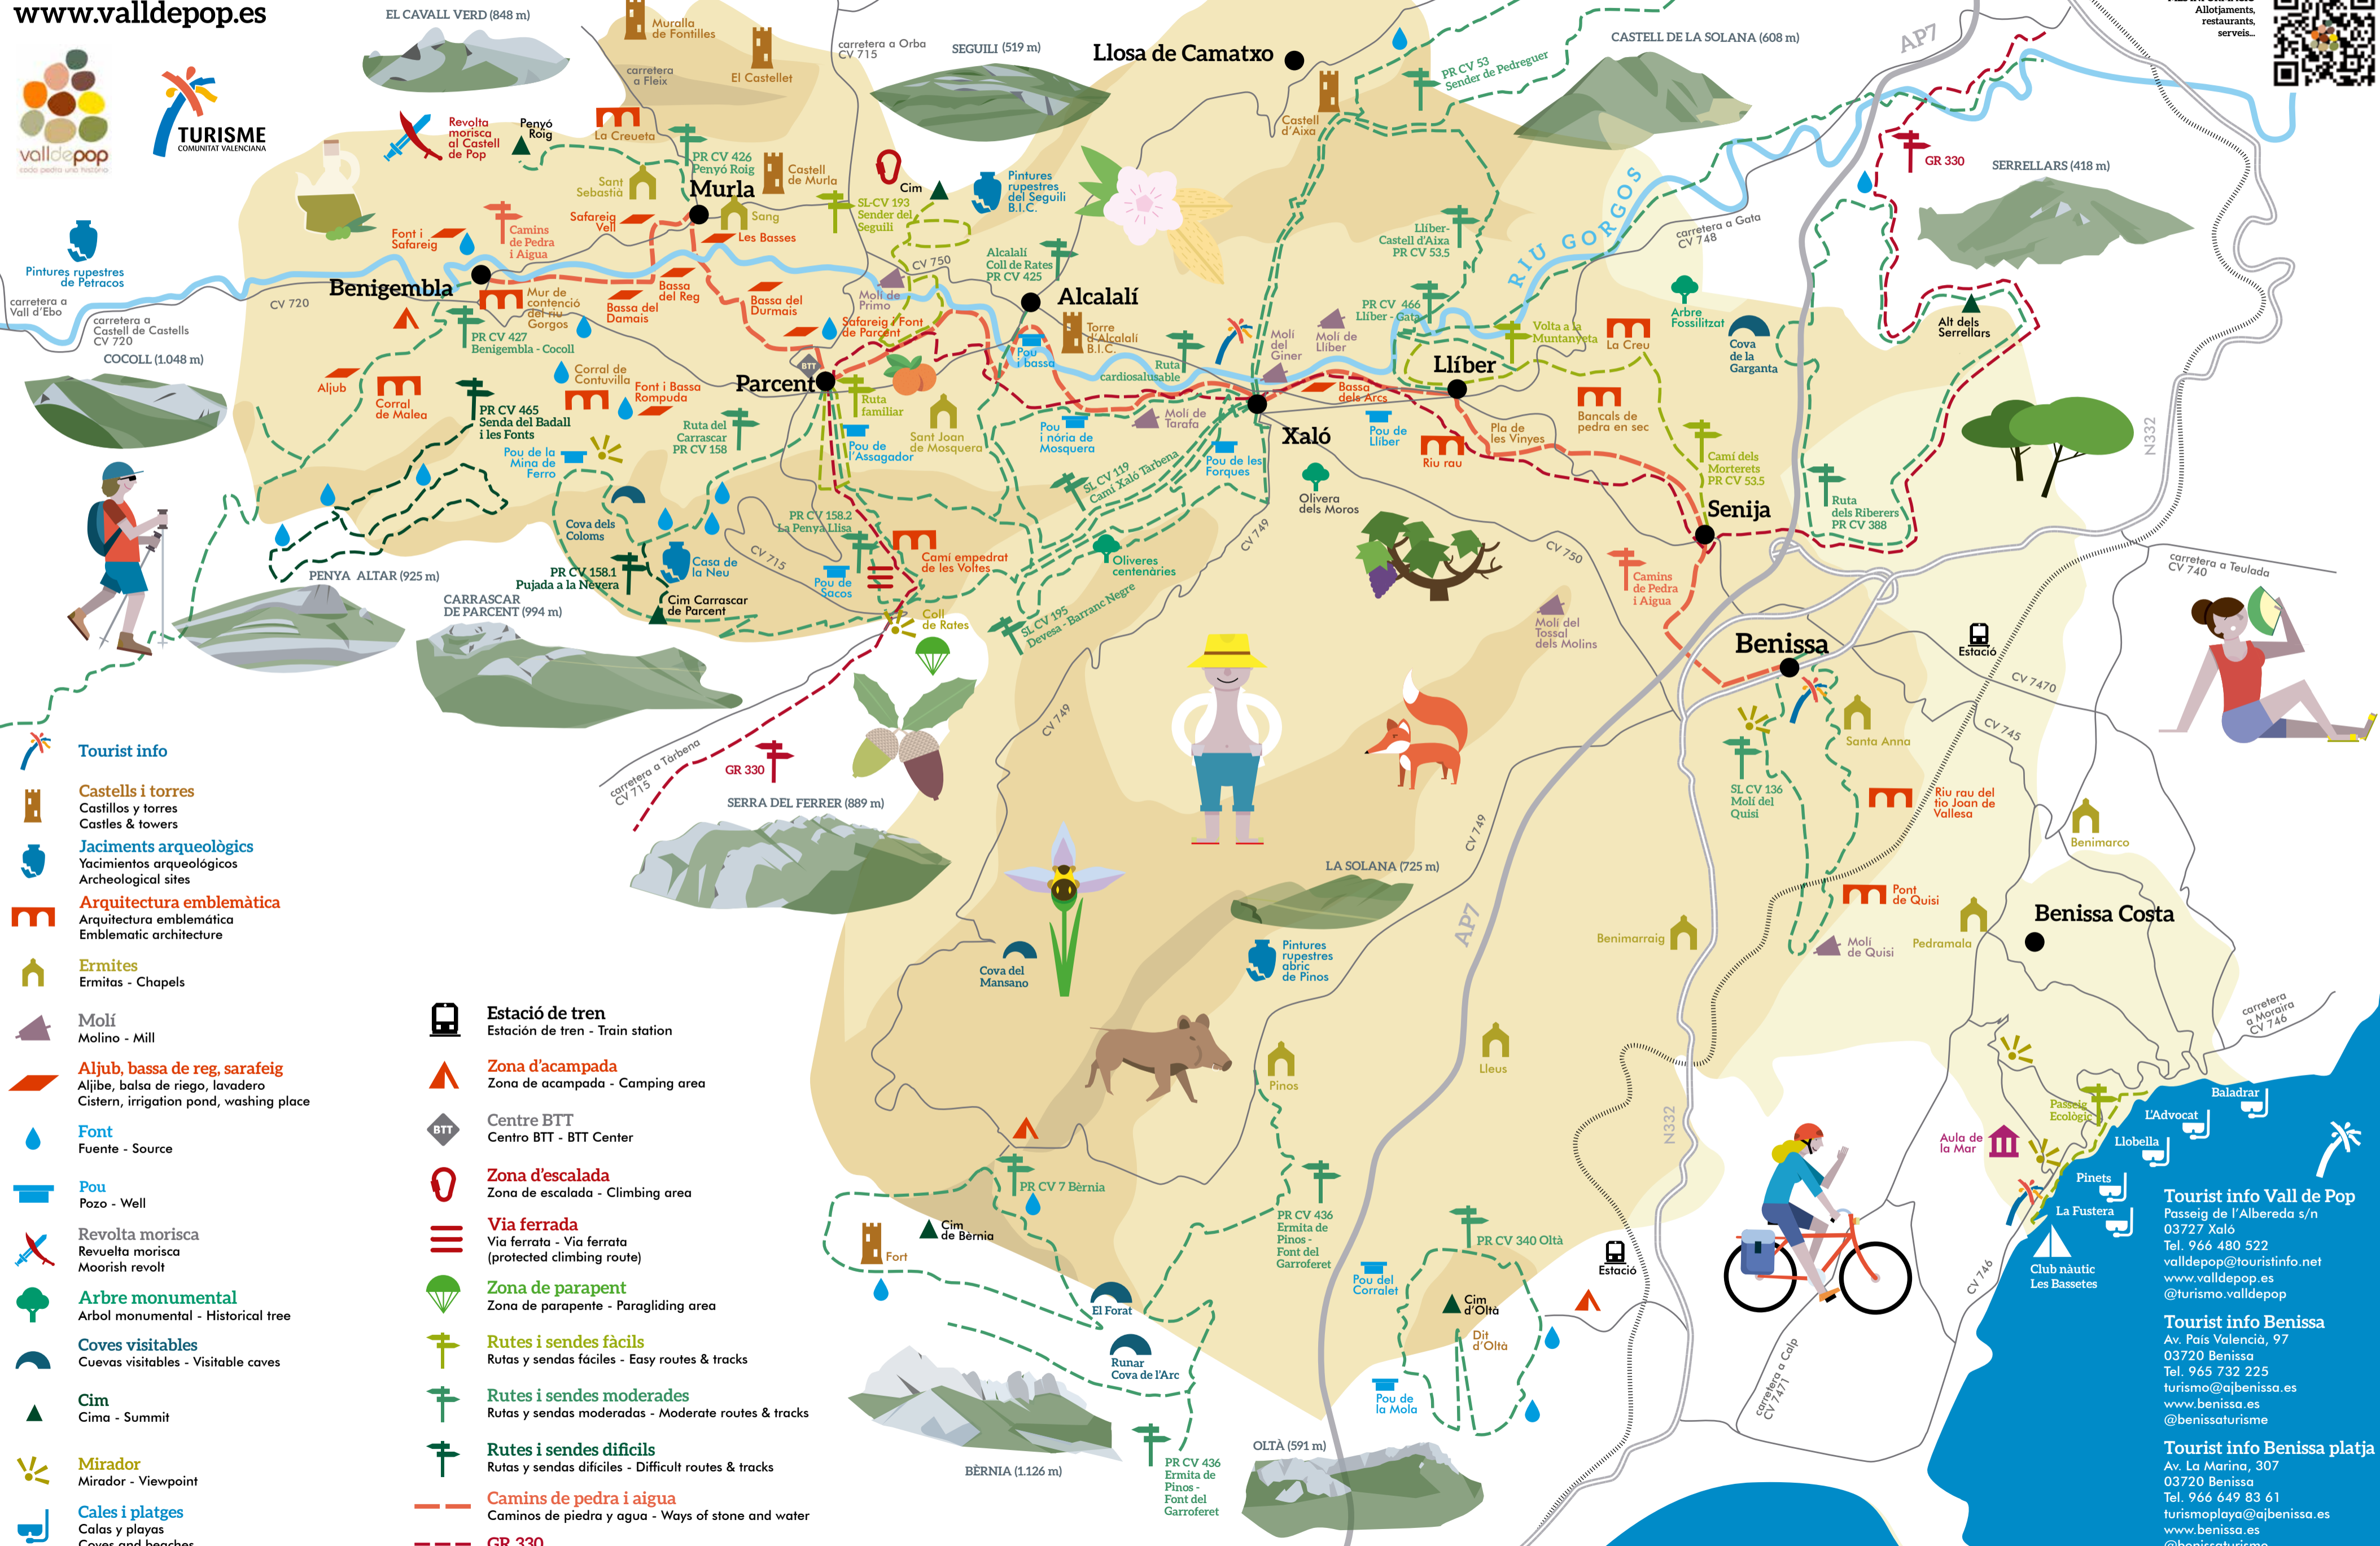 www.valldepop.es
valldepop
cada pedra una història
TURISME
COMUNITAT VALENCIANA
EL CAVALL VERD (848 m)
Muralla
de Fontilles
El Castellet
carretera
a Fleix
carretera a Orba
CV 715
SEGUILI (519 m)
Llosa de Camatxo
Castell
d'Aixa
PR CV 53
Sender de Pedreguer
CASTELL DE LA SOLANA (608 m)
AP7
Allotjaments,
restaurants,
serveis...
Revolta
morisca
al Castell
de Pop
Penyó
Roig
La Creueta
PR CV 426
Penyó Roig
Castell
de Murla
Sant
Sebastià
Murla
Sang
Safareig
Vell
Les Basses
Camins
de Pedra
i Aigua
Font i
Safareig
SL-CV 193
Sender del
Seguili
Cim
Pintures
rupestres
del Seguili
B.I.C.
GR 330
SERRELLARS (418 m)
Pintures rupestres
de Petracos
carretera a
Vall d'Ebo
carretera a
Castell de Castells
CV 720
CV 720
Benigembla
Mur de
contenció
del riu
Gorgos
Bassa
del Reg
Bassa del
Damais
Bassa del
Durmais
Molí de
Primo
CV 750
Alcalalí
Coll de Rates
PR CV 425
Alcalalí
Torre
d'Alcalalí
B.I.C.
Safareig i Font
de Parcent
Pou
i bassa
Llíber-
Castell d'Aixa
PR CV 53.5
RIU GORGOS
carretera a Gata
CV 748
PR CV 466
Llíber - Gata
Arbre
Fossilitzat
Cova
de la
Garganta
Alt dels
Serrellars
COCOLL (1.048 m)
PR CV 427
Benigembla - Cocoll
Corral de
Contuvilla
Aljub
Corral
de Malea
Font i Bassa
Rompuda
BTT
Parcent
Ruta
familiar
Ruta
cardiosalusable
Molí
del
Giner
Molí de
Llíber
Volta a la
Muntanyeta
La Creu
Llíber
Bassa
dels Arcs
PR CV 465
Senda del Badall
i les Fonts
Pou de la
Mina de
Ferro
Ruta del
Carrascar
PR CV 158
Pou de
l'Assagador
Sant Joan
de Mosquera
Pou
i nòria de
Mosquera
Molí de
Tarafa
Xaló
Pou de
Llíber
Riu rau
Pla de
les Vinyes
Bancals de
pedra en sec
Pou de les
Forques
SL CV 119
Camí Xaló Tàrbena
Olivera
dels Moros
Camí dels
Morterets
PR CV 53.5
Senija
Ruta
dels Riberers
PR CV 388
N332
Cova dels
Coloms
PR CV 158.2
La Penya Llisa
CV 715
Camí empedrat
de les Voltes
Casa de
la Neu
PR CV 158.1
Pujada a la Nevera
Pou de
Sacos
Oliveres
centenàries
CV 749
CV 750
Camins
de Pedra
i Aigua
carretera a Teulada
CV 740
PENYA ALTAR (925 m)
CARRASCAR
DE PARCENT (994 m)
Cim Carrascar
de Parcent
Coll
de Rates
SL CV 195
Devesa - Barranc Negre
Molí del
Tossal
dels Molins
Benissa
Estació
CV 7470
CV 745
CV 749
carretera a Tàrbena
CV 715
GR 330
Santa Anna
SL CV 136
Molí del
Quisi
Riu rau del
tio Joan de
Vallesa
Benimarco
SERRA DEL FERRER (889 m)
CV 749
LA SOLANA (725 m)
AP7
Pont
de Quisi
Benissa Costa
Benimarraig
Molí
de Quisi
Pedramala
Cova del
Mansano
Pintures
rupestres
abric
de Pinos
carretera
a Moraira
CV 746
Pinos
Lleus
N332
Passeig
Ecològic
Baladrar
L'Advocat
Llobella
Aula de
la Mar
Pinets
La Fustera
Club nàutic
Les Bassetes
CV 746
PR CV 7 Bèrnia
Cim
de Bèrnia
Fort
PR CV 436
Ermita de
Pinos -
Font del
Garroferet
PR CV 340 Oltà
Estació
Pou del
Corralet
Cim
d'Oltà
Dit
d'Oltà
El Forat
Runar
Cova de l'Arc
Pou de
la Mola
carretera a Calp
CV 7471
BÈRNIA (1.126 m)
PR CV 436
Ermita de
Pinos -
Font del
Garroferet
OLTÀ (591 m)
Tourist info
Castells i torres
Castillos y torres
Castles & towers
Jaciments arqueològics
Yacimientos arqueológicos
Archeological sites
Arquitectura emblemàtica
Arquitectura emblemática
Emblematic architecture
Ermites
Ermitas - Chapels
Molí
Molino - Mill
Aljub, bassa de reg, sarafeig
Aljibe, balsa de riego, lavadero
Cistern, irrigation pond, washing place
Font
Fuente - Source
Pou
Pozo - Well
Revolta morisca
Revuelta morisca
Moorish revolt
Arbre monumental
Arbol monumental - Historical tree
Coves visitables
Cuevas visitables - Visitable caves
Cim
Cima - Summit
Mirador
Mirador - Viewpoint
Cales i platges
Calas y playas
Coves and beaches
Estació de tren
Estación de tren - Train station
Zona d'acampada
Zona de acampada - Camping area
BTT
Centre BTT
Centro BTT - BTT Center
Zona d'escalada
Zona de escalada - Climbing area
Via ferrada
Via ferrata - Via ferrata
(protected climbing route)
Zona de parapent
Zona de parapente - Paragliding area
Rutes i sendes fàcils
Rutas y sendas fáciles - Easy routes & tracks
Rutes i sendes moderades
Rutas y sendas moderadas - Moderate routes & tracks
Rutes i sendes dificils
Rutas y sendas difíciles - Difficult routes & tracks
Camins de pedra i aigua
Caminos de piedra y agua - Ways of stone and water
GR 330
Tourist info Vall de Pop
Passeig de l'Albereda s/n
03727 Xaló
Tel. 966 480 522
valldepop@touristinfo.net
www.valldepop.es
@turismo.valldepop
Tourist info Benissa
Av. País Valencià, 97
03720 Benissa
Tel. 965 732 225
turismo@ajbenissa.es
www.benissa.es
@benissaturisme
Tourist info Benissa platja
Av. La Marina, 307
03720 Benissa
Tel. 966 649 83 61
turismoplaya@ajbenissa.es
www.benissa.es
@benissaturisme